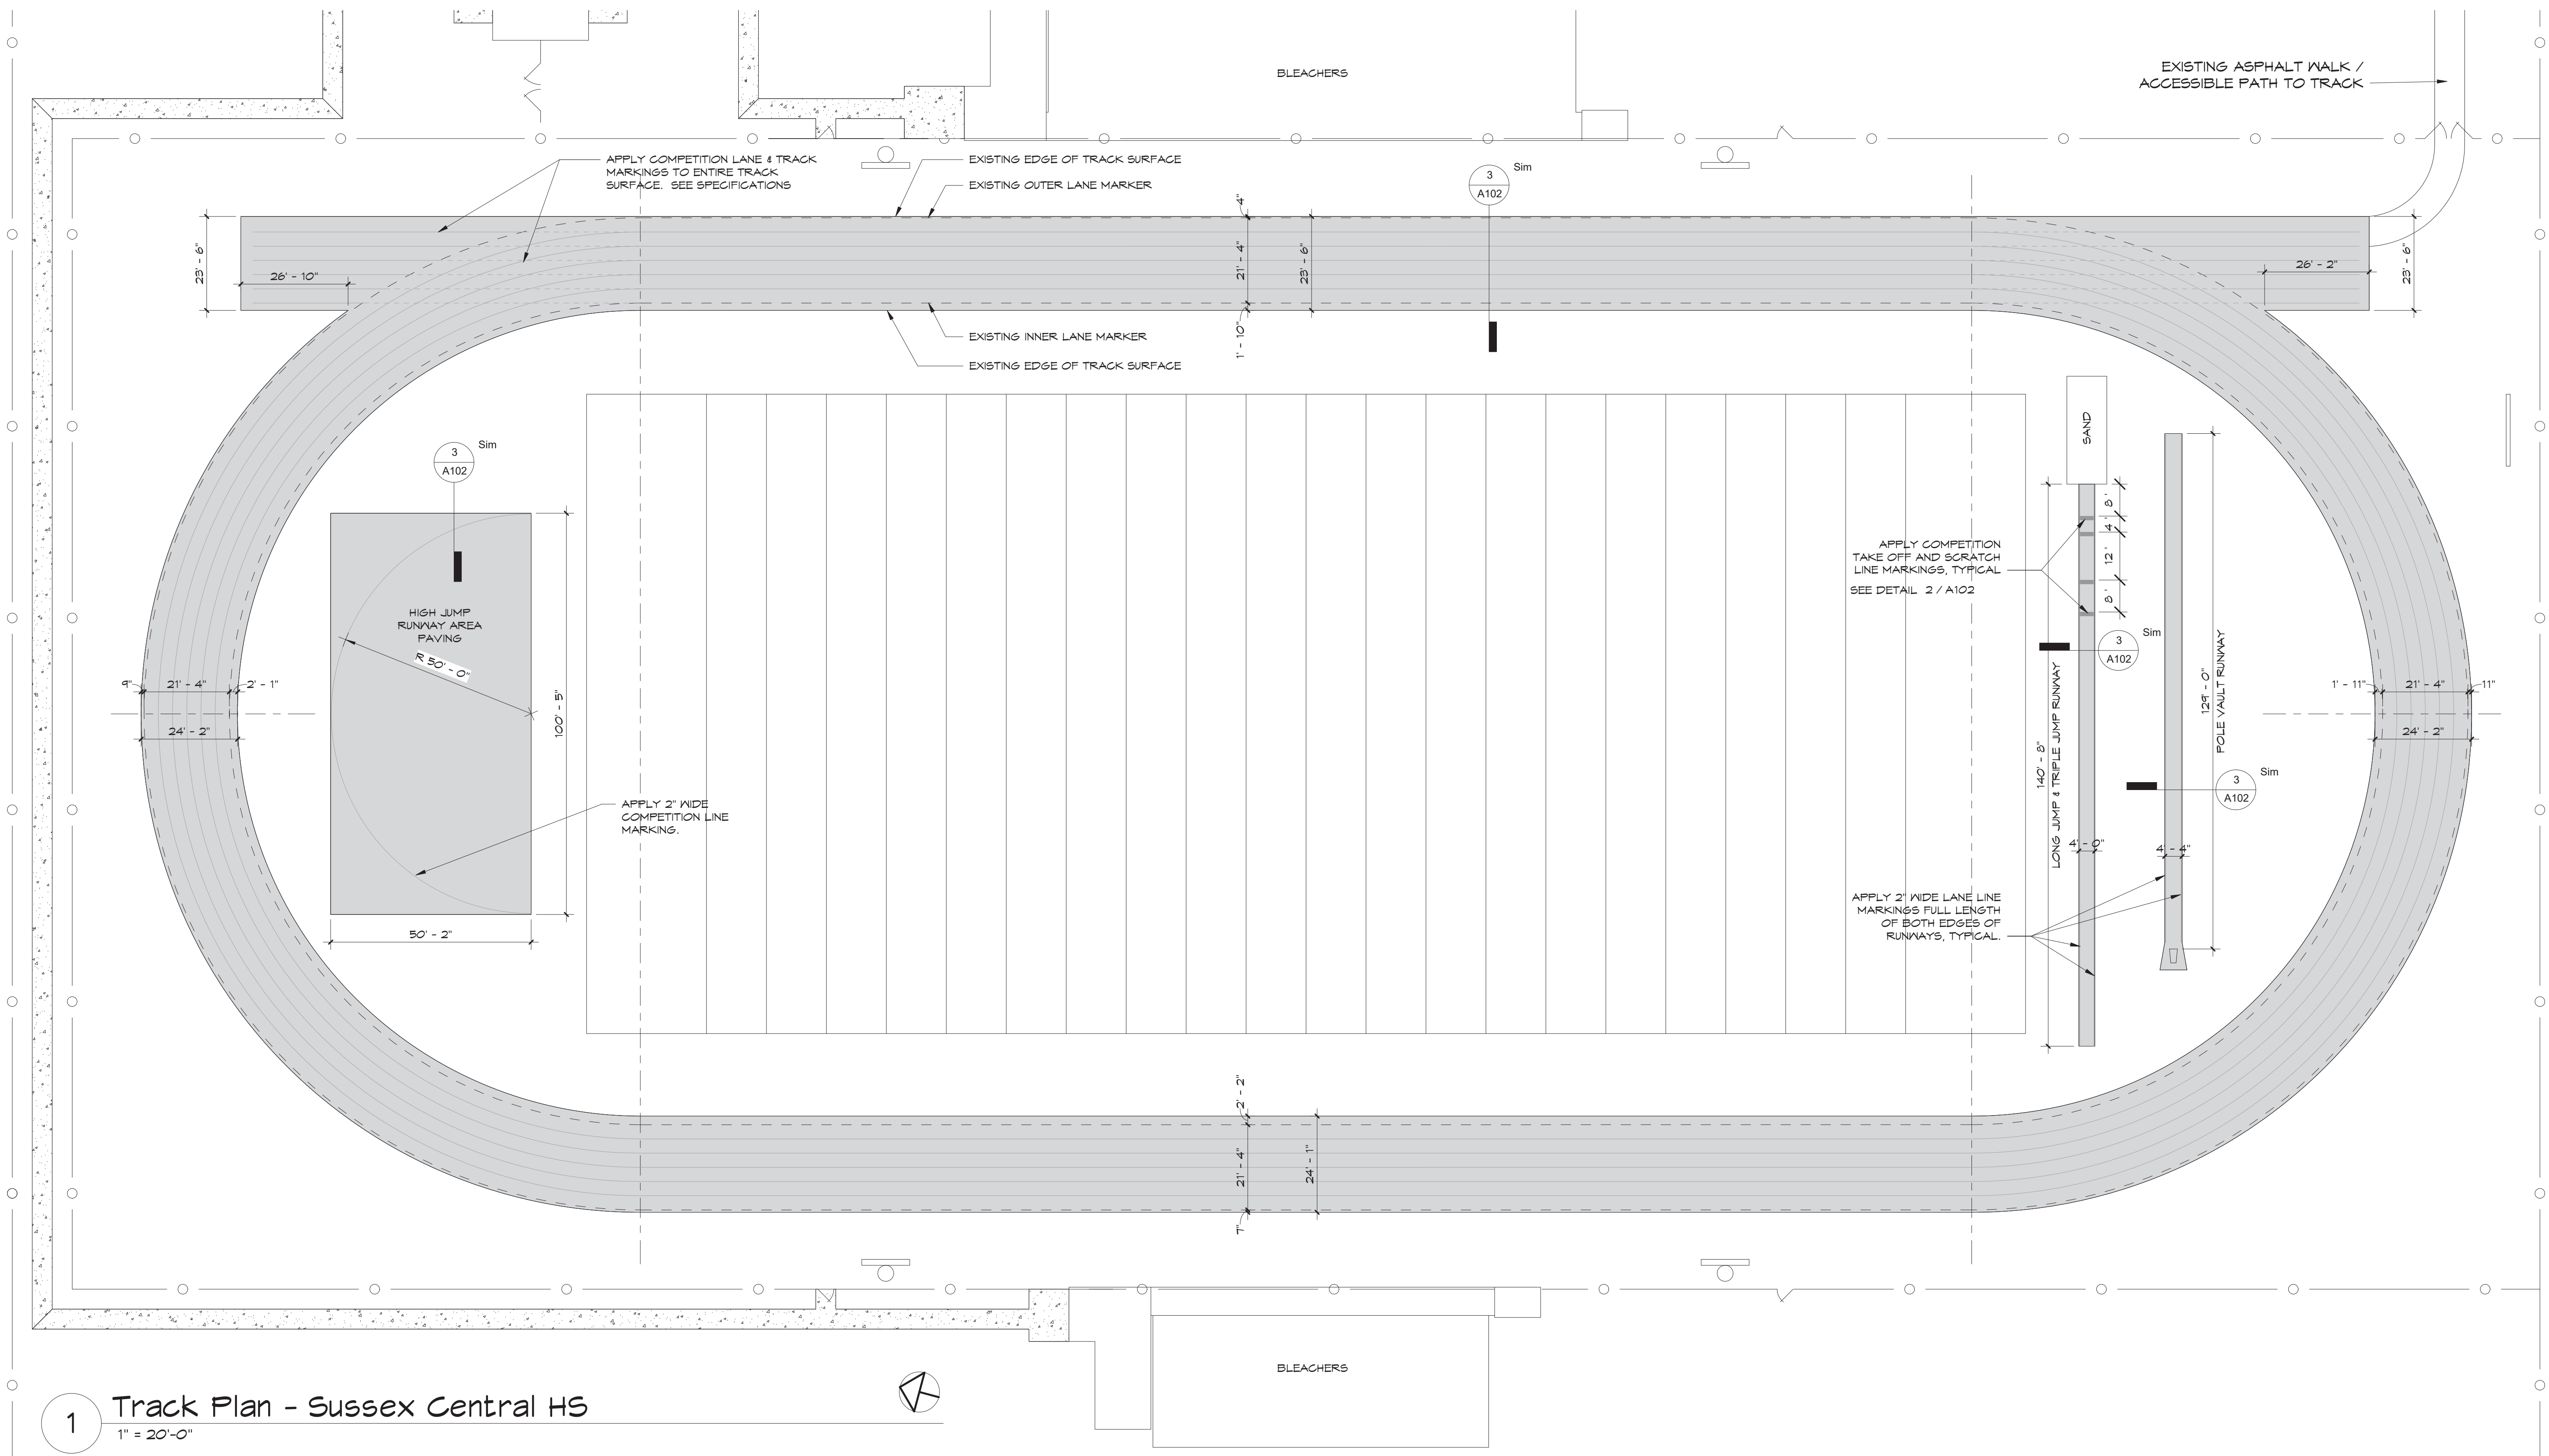 BLEACHERS
EXISTING ASPHALT WALK /
ACCESSIBLE PATH TO TRACK
APPLY COMPETITION LANE & TRACK
MARKINGS TO ENTIRE TRACK
SURFACE. SEE SPECIFICATIONS
EXISTING EDGE OF TRACK SURFACE
EXISTING OUTER LANE MARKER
3
A102
Sim
4"
23' - 6"
26' - 10"
21' - 4"
23' - 6"
26' - 2"
23' - 6"
1' - 10"
EXISTING INNER LANE MARKER
EXISTING EDGE OF TRACK SURFACE
SAND
3
A102
Sim
8'
4'
12'
8'
APPLY COMPETITION
TAKE OFF AND SCRATCH
LINE MARKINGS, TYPICAL
SEE DETAIL 2 / A102
HIGH JUMP
RUNWAY AREA
PAVING
R 50' - 0"
100' - 5"
3
A102
Sim
9"
21' - 4"
2' - 1"
24' - 2"
140' - 8"
LONG JUMP & TRIPLE JUMP RUNWAY
129' - 0"
POLE VAULT RUNWAY
1' - 11"
21' - 4"
11"
24' - 2"
3
A102
Sim
APPLY 2" WIDE
COMPETITION LINE
MARKING.
4' - 0"
4' - 4"
APPLY 2" WIDE LANE LINE
MARKINGS FULL LENGTH
OF BOTH EDGES OF
RUNWAYS, TYPICAL.
50' - 2"
2' - 2"
21' - 4"
24' - 1"
7"
BLEACHERS
1
Track Plan - Sussex Central HS
1" = 20'-0"